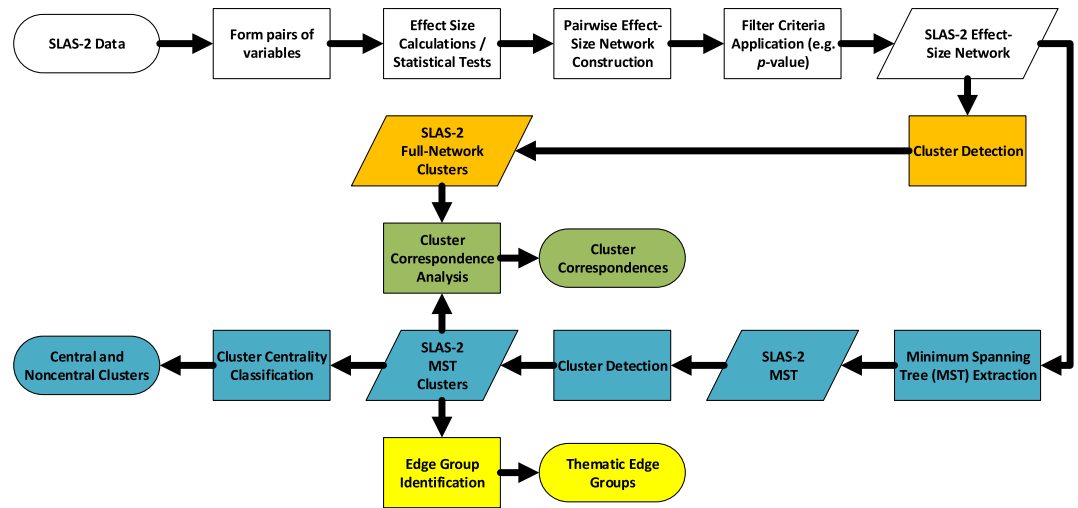 SLAS-2 Data
Form pairs of
variables
Effect Size
Calculations /
Statistical Tests
Pairwise Effect-
Size Network
Construction
Filter Criteria
Application (e.g.
p-value)
SLAS-2 Effect-
Size Network
SLAS-2
Full-Network
Clusters
Cluster Detection
Cluster
Correspondence
Analysis
Cluster
Correspondences
Central and
Noncentral Clusters
Cluster Centrality
Classification
SLAS-2
MST
Clusters
Cluster Detection
SLAS-2
MST
Minimum Spanning
Tree (MST) Extraction
Edge Group
Identification
Thematic Edge
Groups